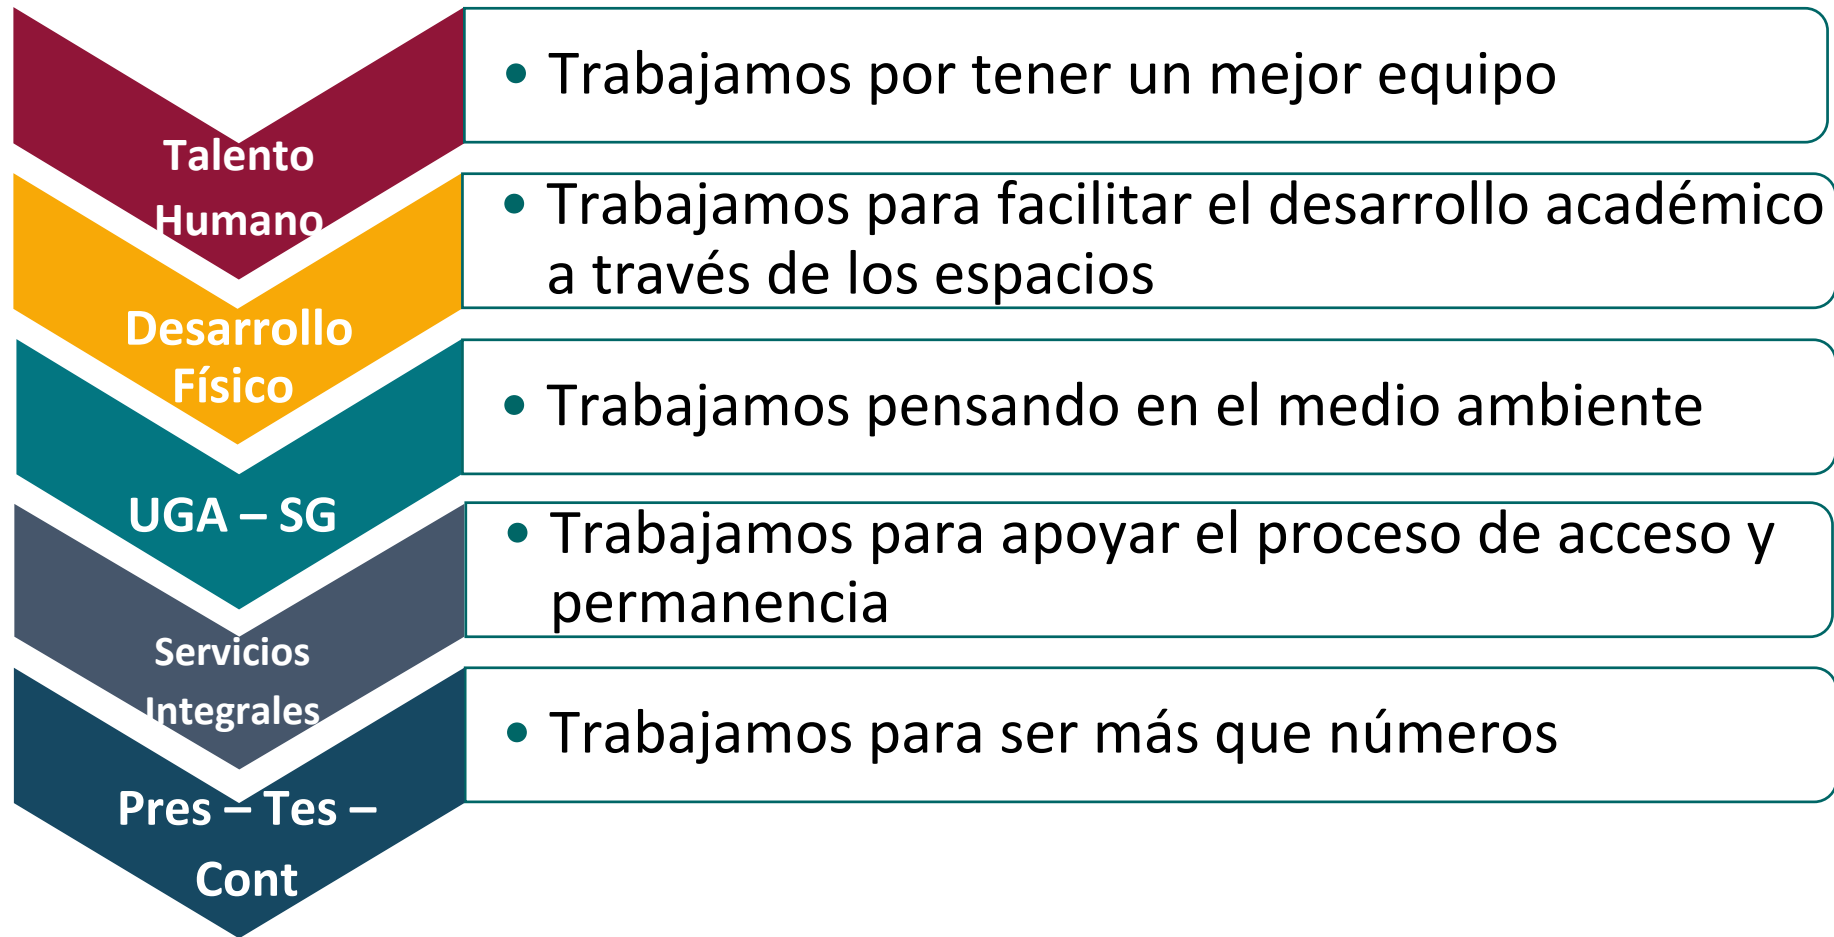 Talento
Humano
• Trabajamos por tener un mejor equipo
Desarrollo
Físico
• Trabajamos para facilitar el desarrollo académico
a través de los espacios
UGA – SG
• Trabajamos pensando en el medio ambiente
Servicios
Integrales
• Trabajamos para apoyar el proceso de acceso y
permanencia
Pres – Tes –
Cont
• Trabajamos para ser más que números